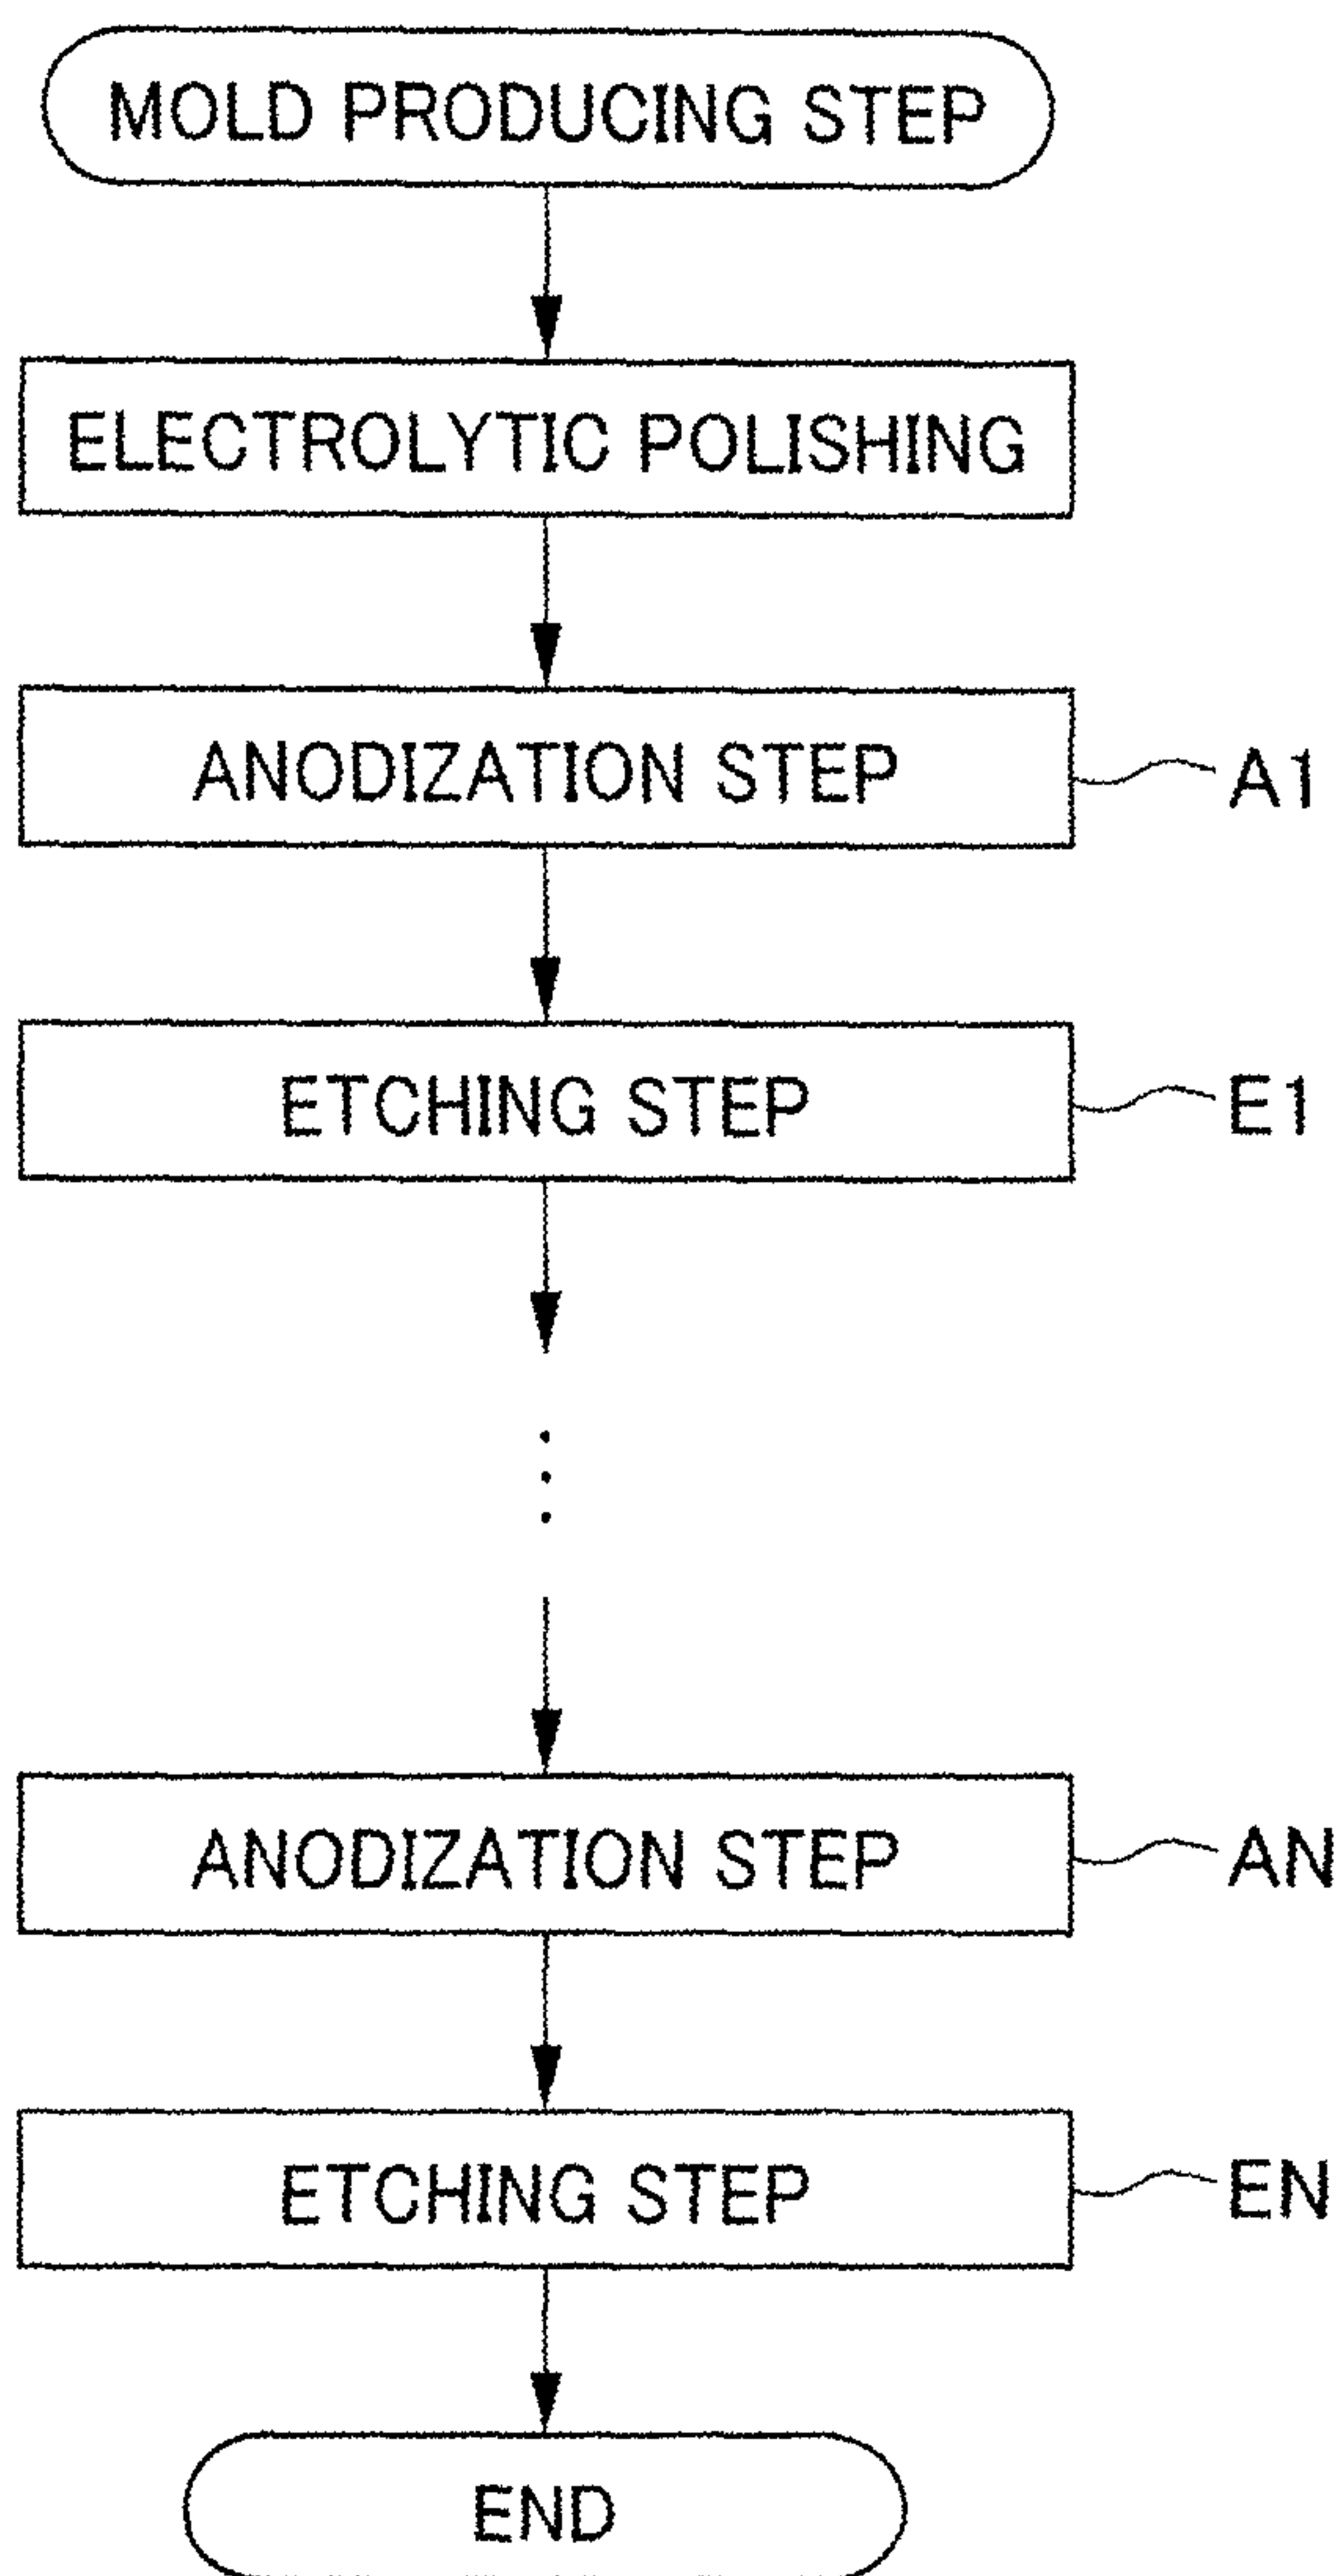 MOLD PRODUCING STEP
ELECTROLYTIC POLISHING
ANODIZATION STEP A1
ETCHING STEP E1
ANODIZATION STEP AN
ETCHING STEP EN
END